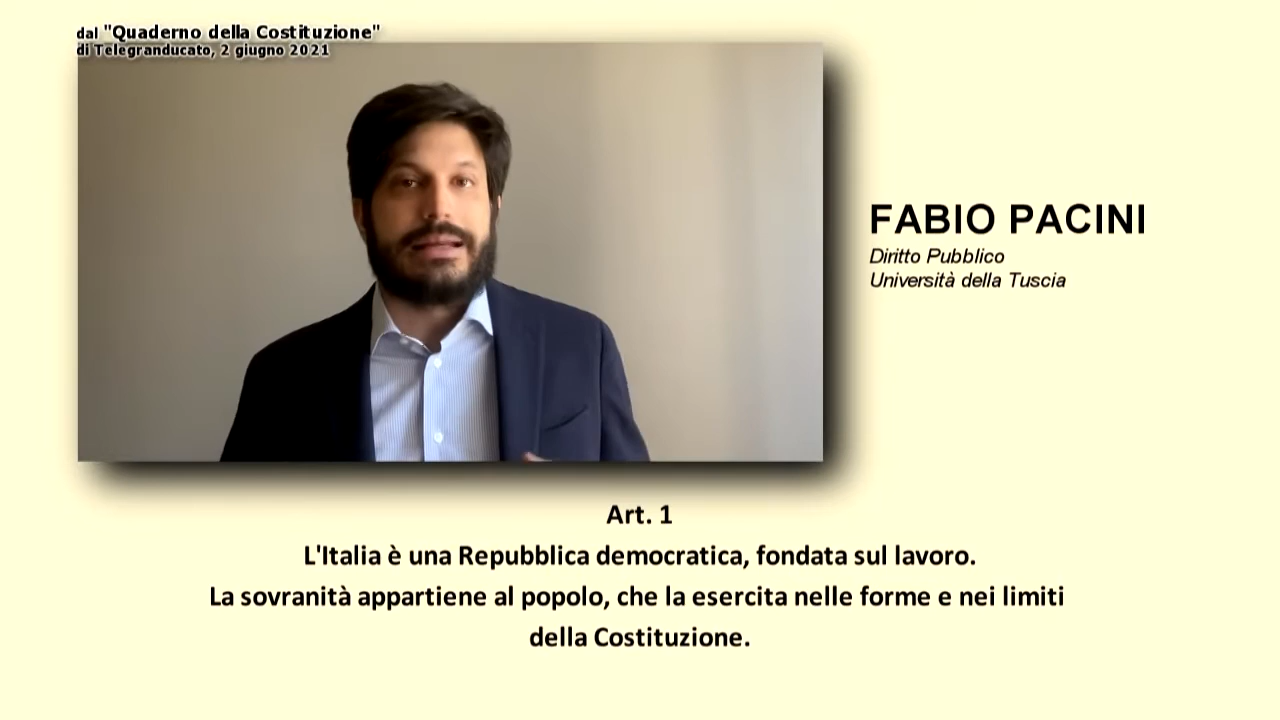 dal "Quaderno della Costituzione"
di Telegranducato, 2 giugno 2021
FABIO PACINI
Diritto Pubblico
Università della Tuscia
Art. 1
L'Italia è una Repubblica democratica, fondata sul lavoro.
La sovranità appartiene al popolo, che la esercita nelle forme e nei limiti
della Costituzione.